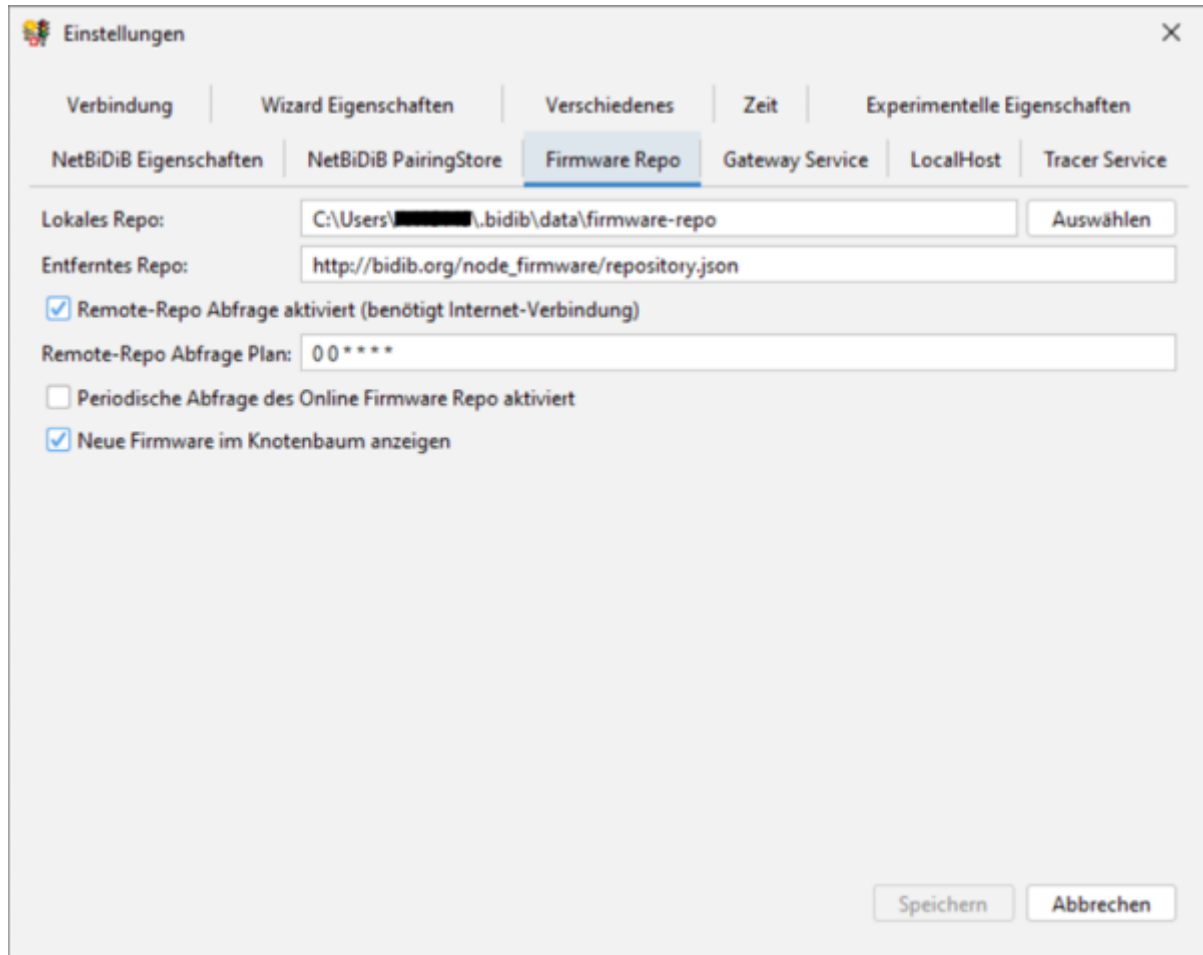 Einstellungen
Verbindung Wizard Eigenschaften Verschiedenes Zeit Experimentelle Eigenschaften
NetBiDiB Eigenschaften NetBiDiB PairingStore Firmware Repo Gateway Service LocalHost Tracer Service
Lokales Repo: C:\Users\ \.bidib\data\firmware-repo Auswählen
Entferntes Repo: http://bidib.org/node_firmware/repository.json
Remote-Repo Abfrage aktiviert (benötigt Internet-Verbindung)
Remote-Repo Abfrage Plan: 0 0 * * * *
Periodische Abfrage des Online Firmware Repo aktiviert
Neue Firmware im Knotenbaum anzeigen
Speichern Abbrechen